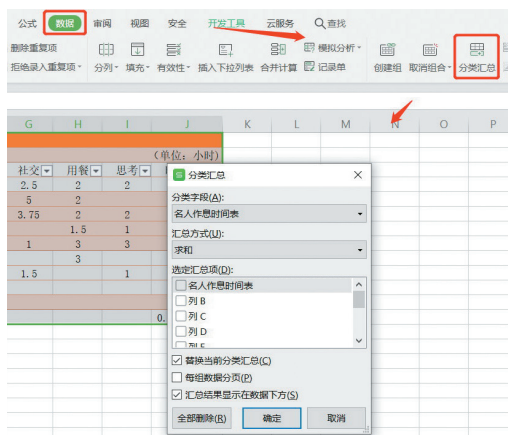 公式 数据 审阅 视图 安全 开发工具 云服务 查找
删除重复项 模拟分析
拒绝录入重复项 分列 填充 有效性 插入下拉列表 合并计算 记录单 创建组 取消组合 分类汇总
G H I J K L M N O P
（单位：小时）
社交 用餐 思考
2.5 2 2
5 2
3.75 2 2
1.5 1
1 3 3
3
1.5 1
0.
分类汇总
分类字段(A):
名人作息时间表
汇总方式(U):
求和
选定汇总项(D):
名人作息时间表
列 B
列 C
列 D
列 E
替换当前分类汇总(C)
每组数据分页(P)
汇总结果显示在数据下方(S)
全部删除(R) 确定 取消